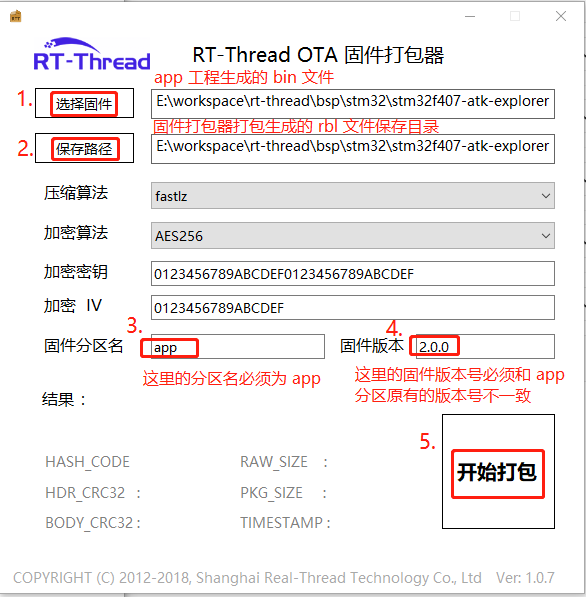 RT-Thread
RT-Thread OTA 固件打包器
app 工程生成的 bin 文件
1. 选择固件 E:\workspace\rt-thread\bsp\stm32\stm32f407-atk-explorer
固件打包器打包生成的 rbl 文件保存目录
2. 保存路径 E:\workspace\rt-thread\bsp\stm32\stm32f407-atk-explorer
压缩算法 fastlz
加密算法 AES256
加密密钥 0123456789ABCDEF0123456789ABCDEF
加密 IV 0123456789ABCDEF
3. 4.
固件分区名 app 固件版本 2.0.0
这里的分区名必须为 app
这里的固件版本号必须和 app
分区原有的版本号不一致
结果：
5. 开始打包
HASH_CODE RAW_SIZE :
HDR_CRC32 : PKG_SIZE :
BODY_CRC32 : TIMESTAMP :
COPYRIGHT (C) 2012-2018, Shanghai Real-Thread Technology Co., Ltd Ver: 1.0.7